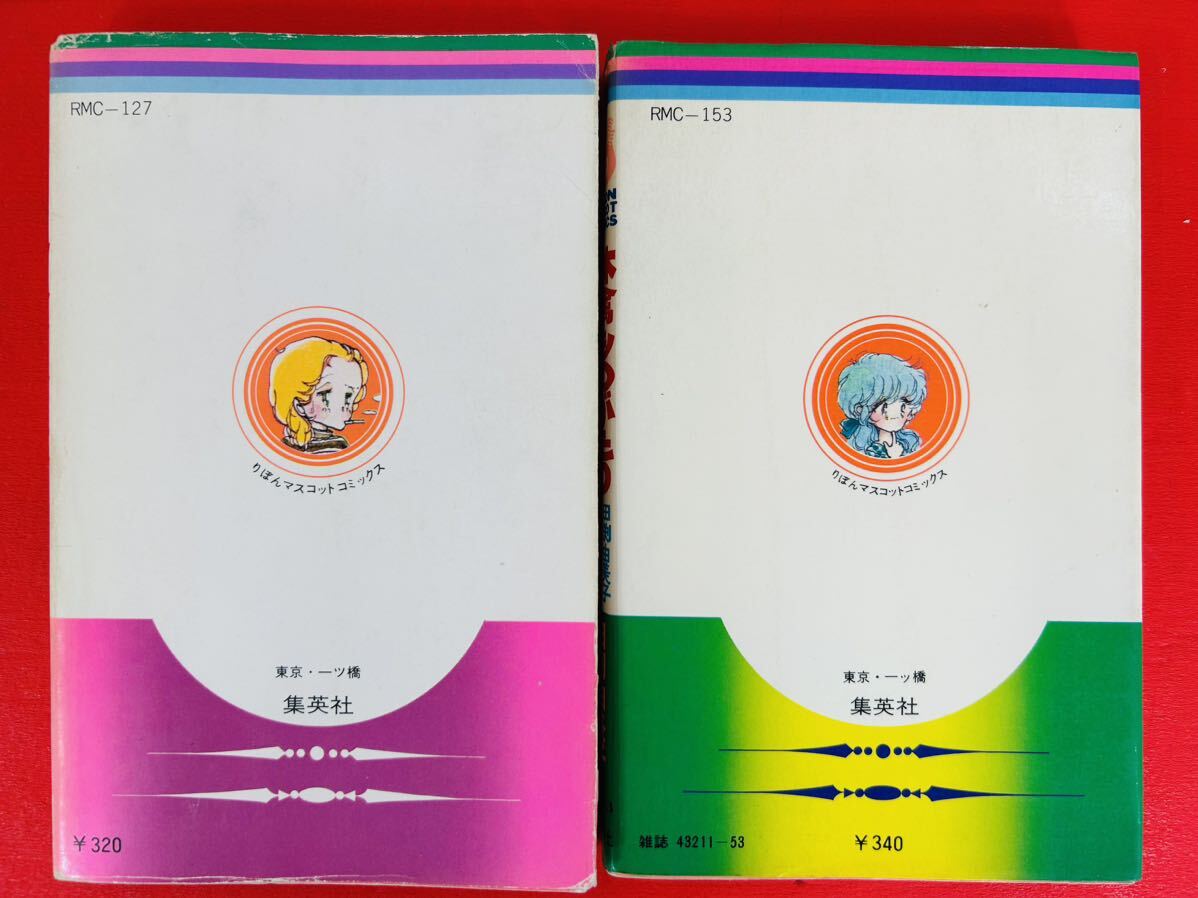 RMC-127
りぼんマスコットコミックス
東京・一ツ橋
集英社
¥320
RMC-153
りぼんマスコットコミックス
東京・一ッ橋
集英社
雑誌 43211-53
¥340